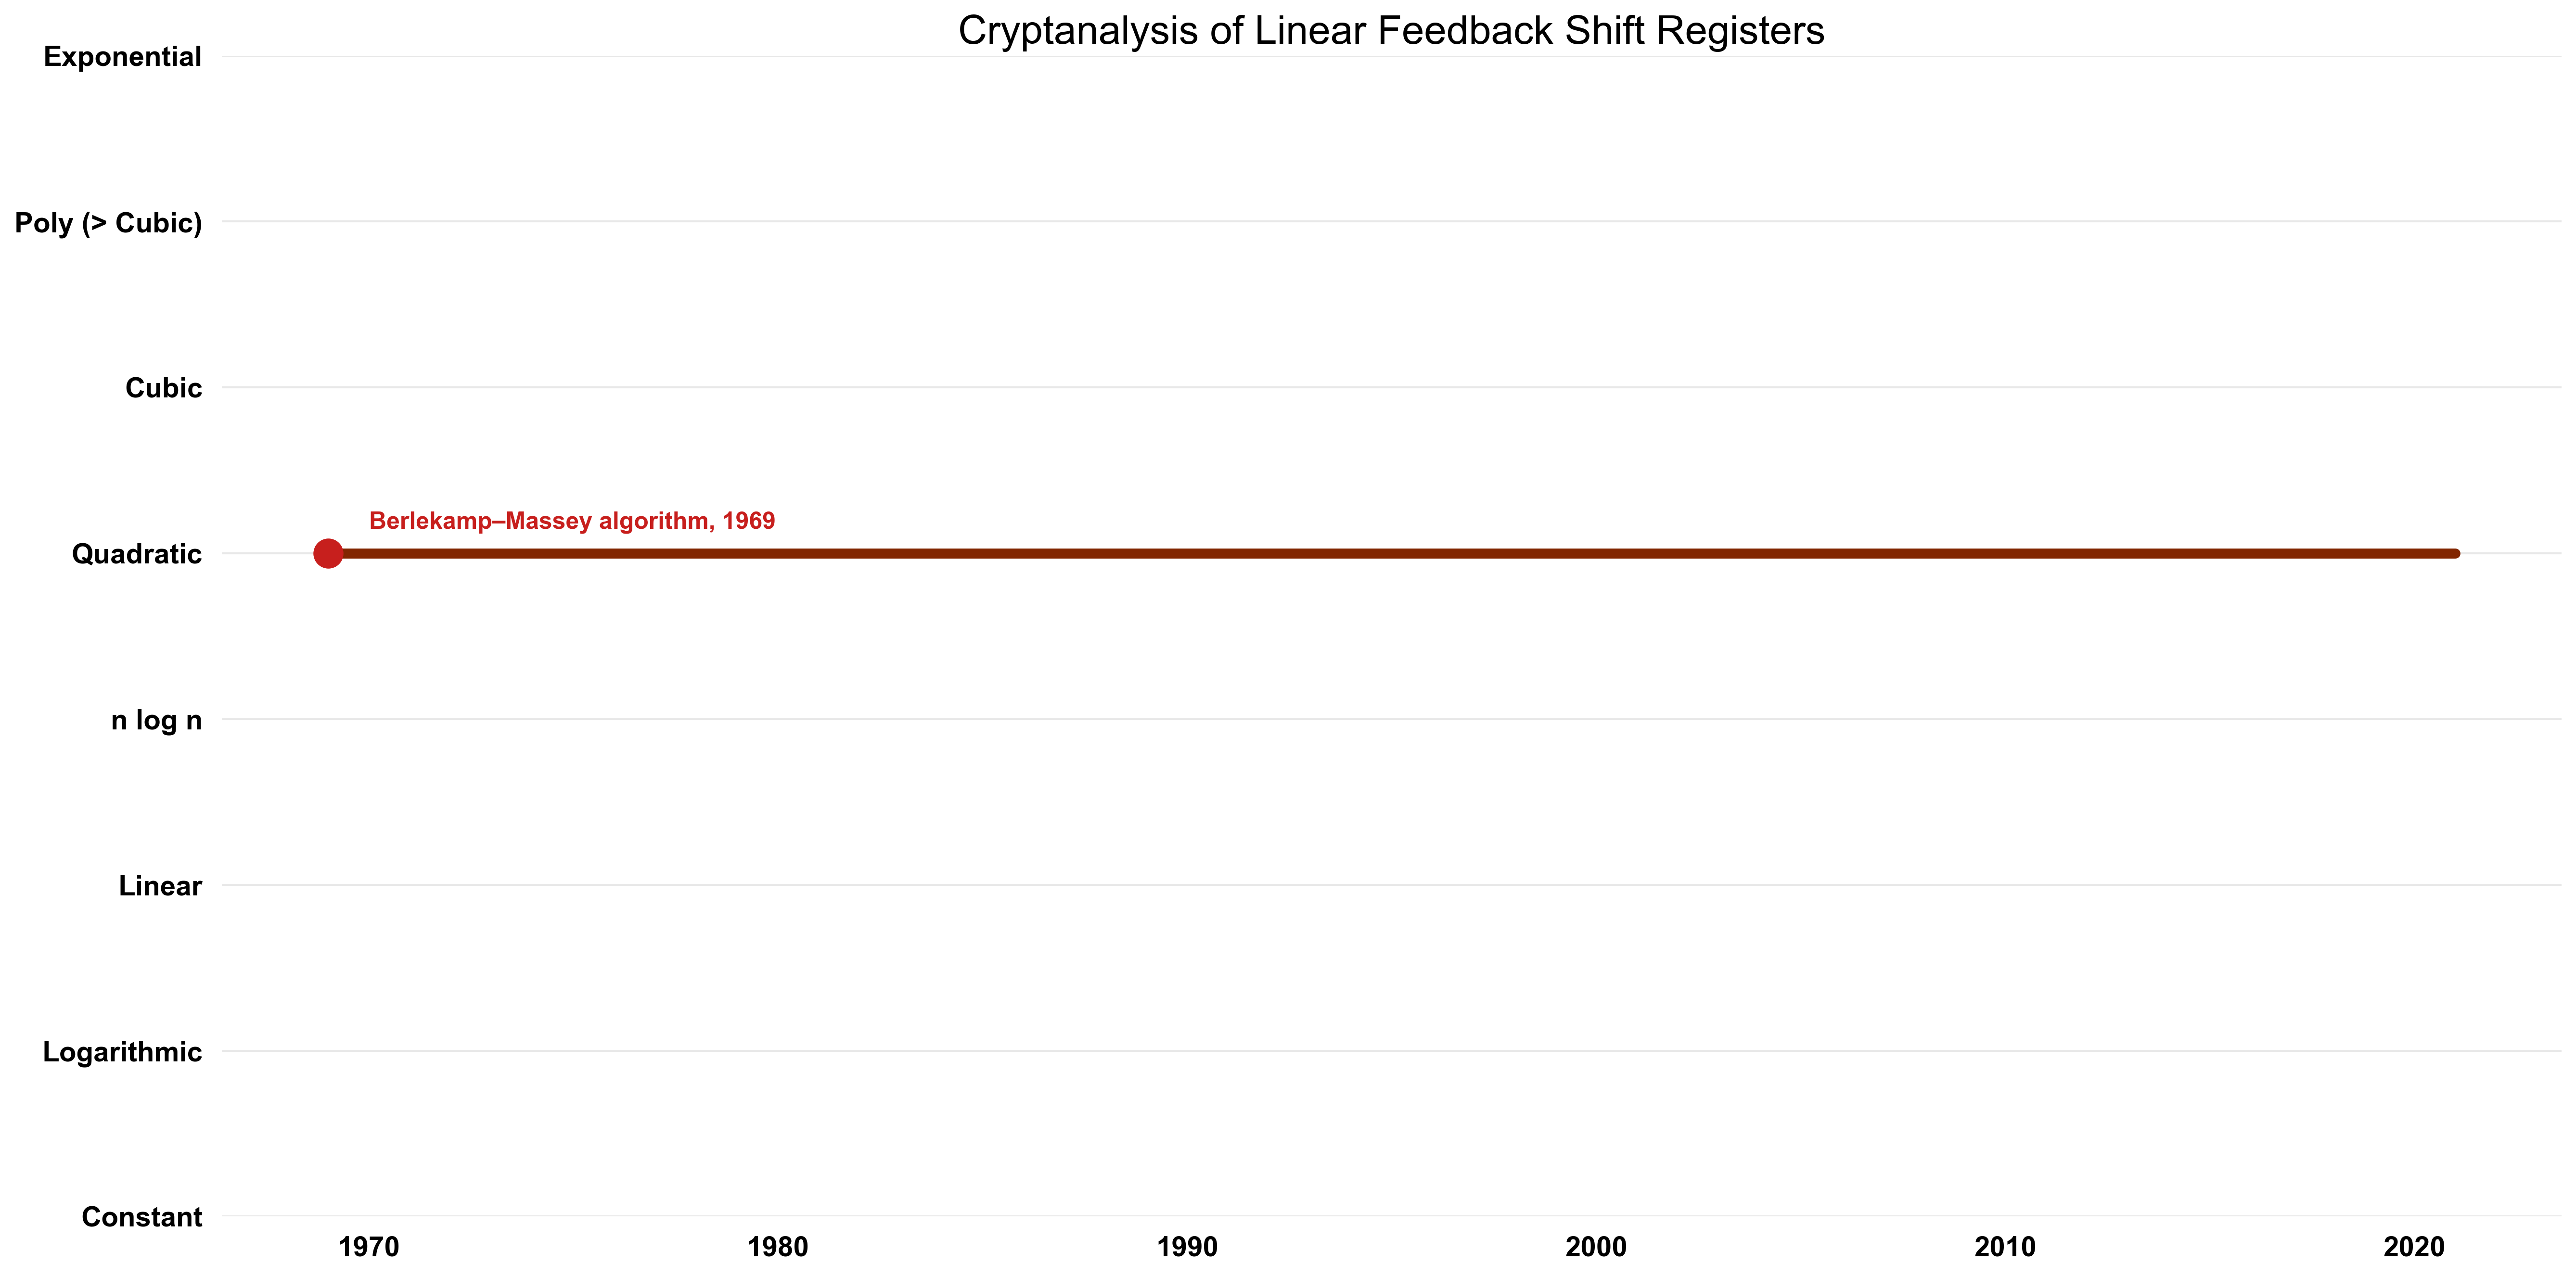 Cryptanalysis of Linear Feedback Shift Registers
Exponential
Poly (> Cubic)
Cubic
Berlekamp–Massey algorithm, 1969
Quadratic
n log n
Linear
Logarithmic
Constant
1970 1980 1990 2000 2010 2020